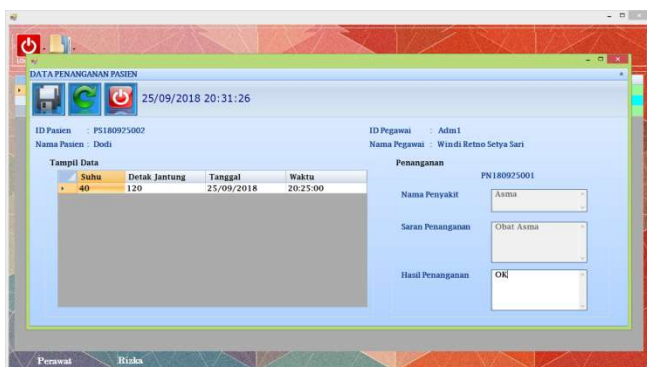 DATA PENANGANAN PASIEN
25/09/2018 20:31:26
ID Pasien : PS180925002
ID Pegawai : Adm1
Nama Pasien : Dodi
Nama Pegawai : Windi Retno Setya Sari
Tampil Data
Penanganan
PN180925001
Suhu Detak Jantung Tanggal Waktu
40 120 25/09/2018 20:25:00
Nama Penyakit Asma
Saran Penanganan Obat Asma
Hasil Penanganan OK
Perawat Rizka